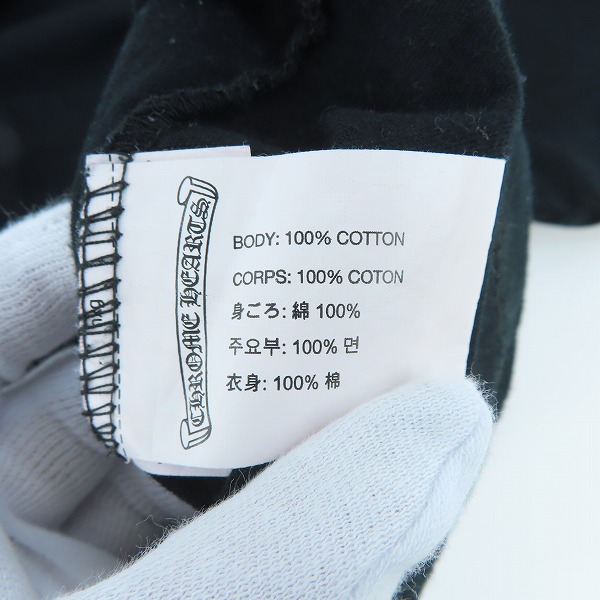 CHROME HEARTS
BODY: 100% COTTON
CORPS: 100% COTON
身ごろ: 綿 100%
주요부: 100% 면
衣身: 100% 棉